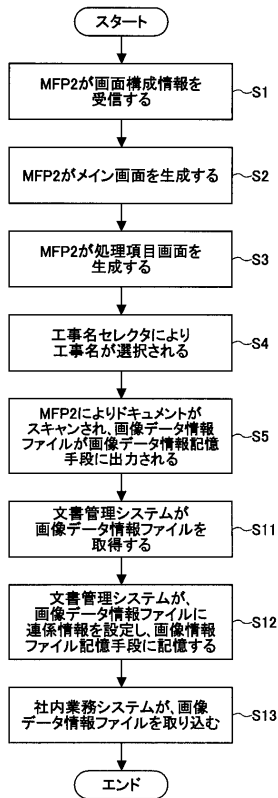 スタート
MFP2が画面構成情報を
受信する
S1
MFP2がメイン画面を生成する
S2
MFP2が処理項目画面を
生成する
S3
工事名セレクタにより
工事名が選択される
S4
MFP2によりドキュメントが
スキャンされ、画像データ情報
ファイルが画像データ情報記憶
手段に出力される
S5
文書管理システムが
画像データ情報ファイルを
取得する
S11
文書管理システムが、
画像データ情報ファイルに
連係情報を設定し、画像情報
ファイル記憶手段に記憶する
S12
社内業務システムが、画像
データ情報ファイルを取り込む
S13
エンド